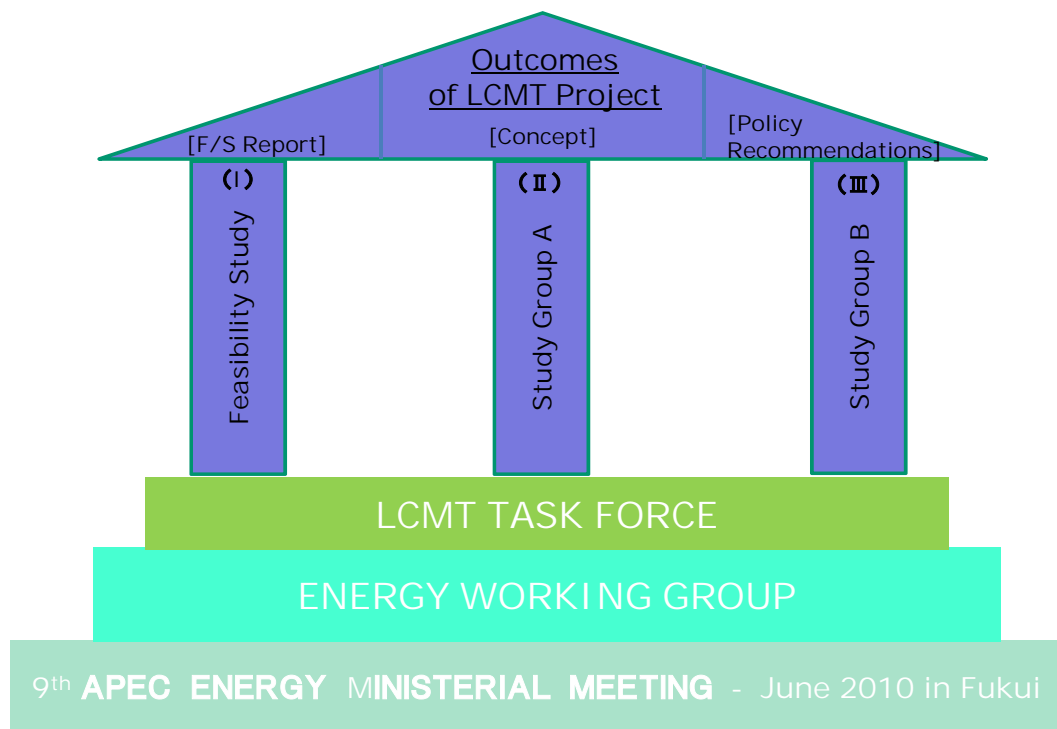 Outcomes
of LCMT Project
[F/S Report]
[Concept]
[Policy
Recommendations]
(Ⅰ)
Feasibility Study
(Ⅱ)
Study Group A
(Ⅲ)
Study Group B
LCMT TASK FORCE
ENERGY WORKING GROUP
9th APEC ENERGY MINISTERIAL MEETING - June 2010 in Fukui